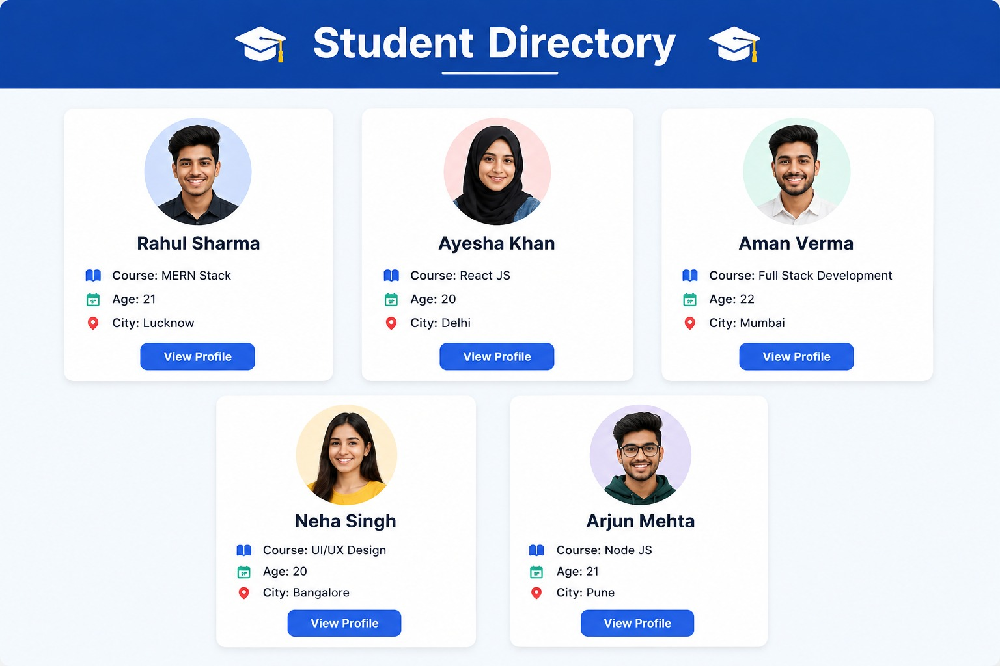 Student Directory
Rahul Sharma
Course: MERN Stack
Age: 21
City: Lucknow
View Profile
Ayesha Khan
Course: React JS
Age: 20
City: Delhi
View Profile
Aman Verma
Course: Full Stack Development
Age: 22
City: Mumbai
View Profile
Neha Singh
Course: UI/UX Design
Age: 20
City: Bangalore
View Profile
Arjun Mehta
Course: Node JS
Age: 21
City: Pune
View Profile